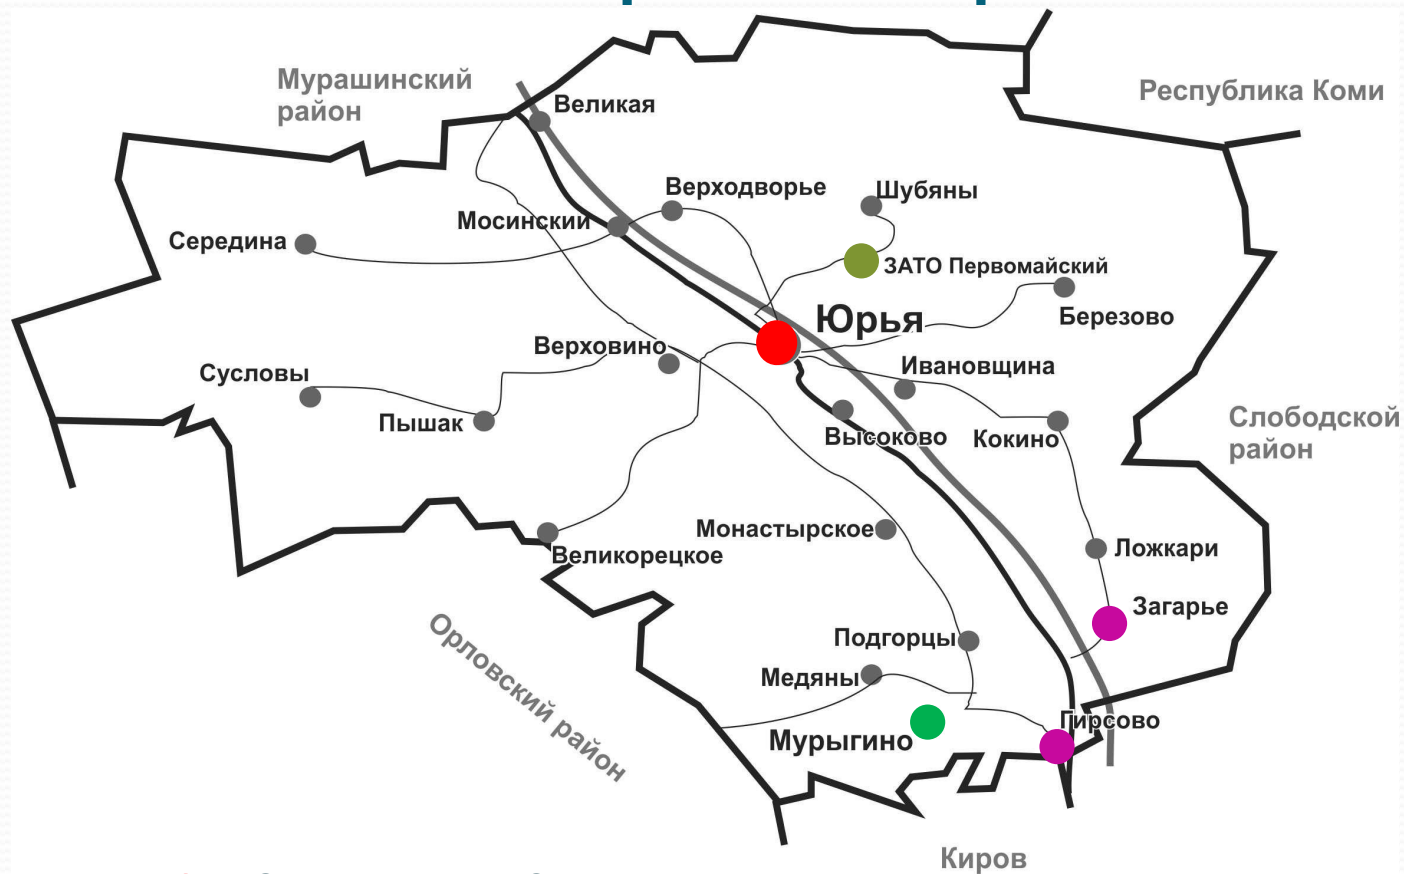 Мурашинский
район
Республика Коми
Великая
Верходворье
Шубяны
Мосинский
Середина
ЗАТО Первомайский
Юрья
Березово
Верховино
Ивановщина
Сусловы
Пышак
Высоково
Кокино
Слободской
район
Монастырское
Ложкари
Великорецкое
Загарье
Орловский район
Подгорцы
Медяны
Гирсово
Мурыгино
Киров